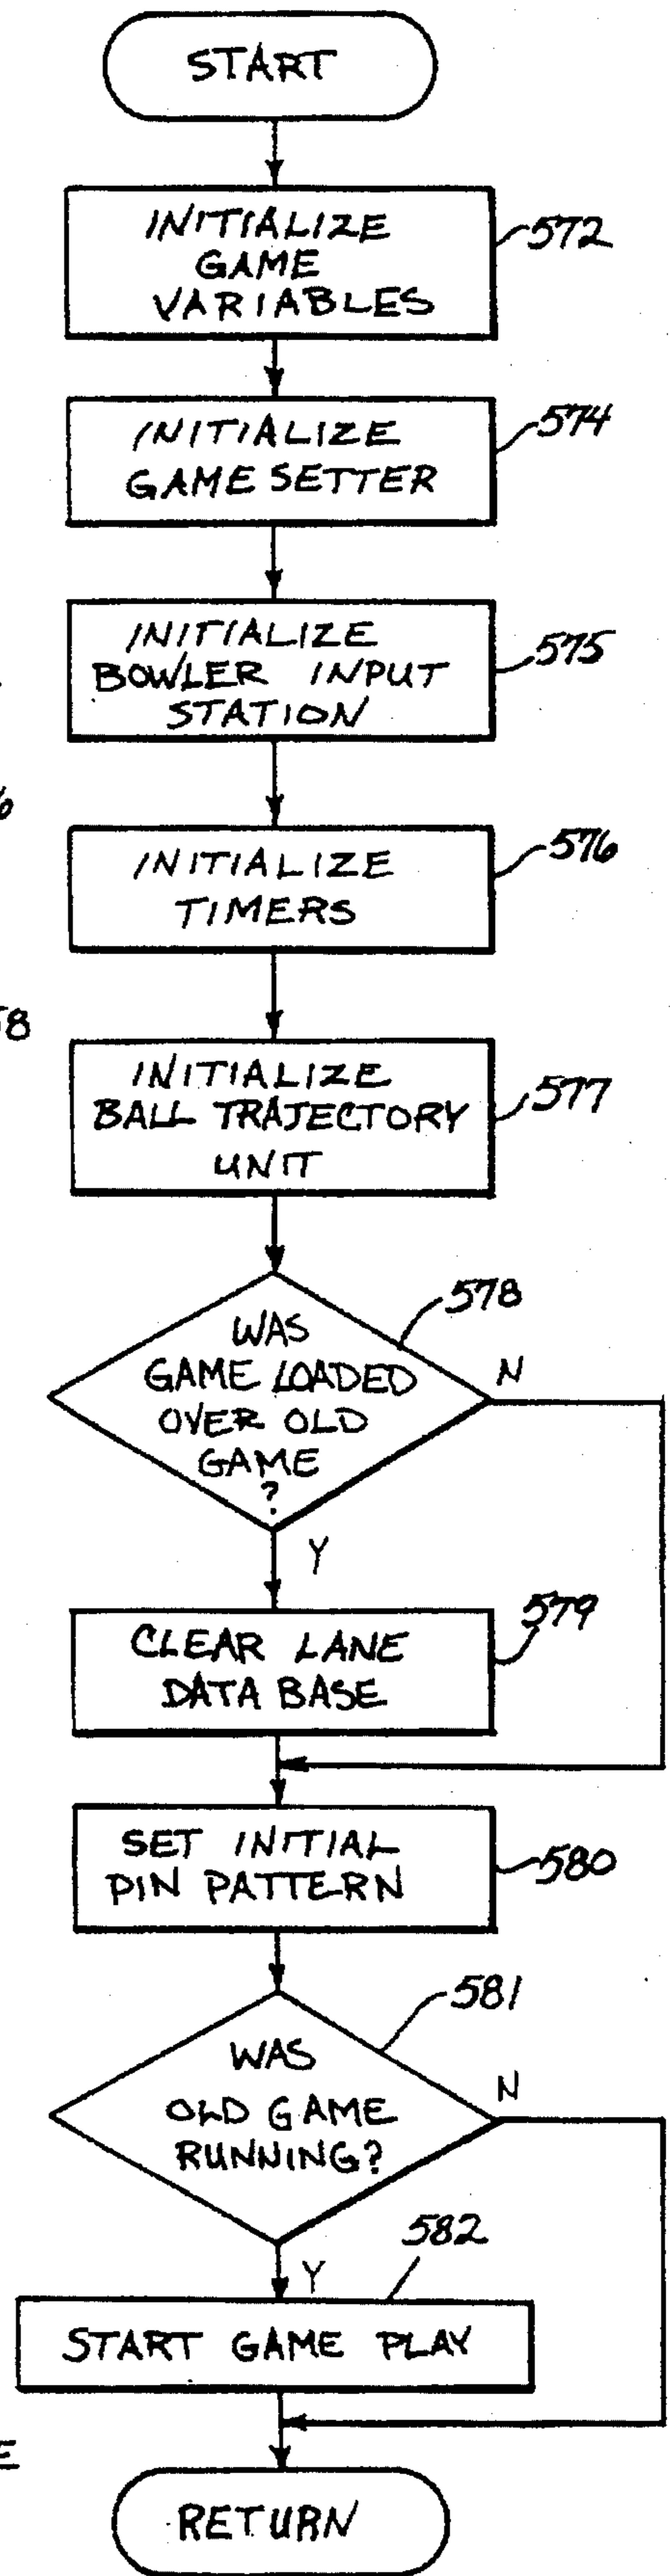 START
INITIALIZE
GAME
VARIABLES
572
INITIALIZE
GAME SETTER
574
INITIALIZE
BOWLER INPUT
STATION
575
6
INITIALIZE
TIMERS
576
58
INITIALIZE
BALL TRAJECTORY
UNIT
577
578
WAS
GAME LOADED
OVER OLD
GAME
?
N
Y
579
CLEAR LANE
DATA BASE
SET INITIAL
PIN PATTERN
580
581
WAS
OLD GAME
RUNNING?
N
582
Y
START GAME PLAY
E
RETURN